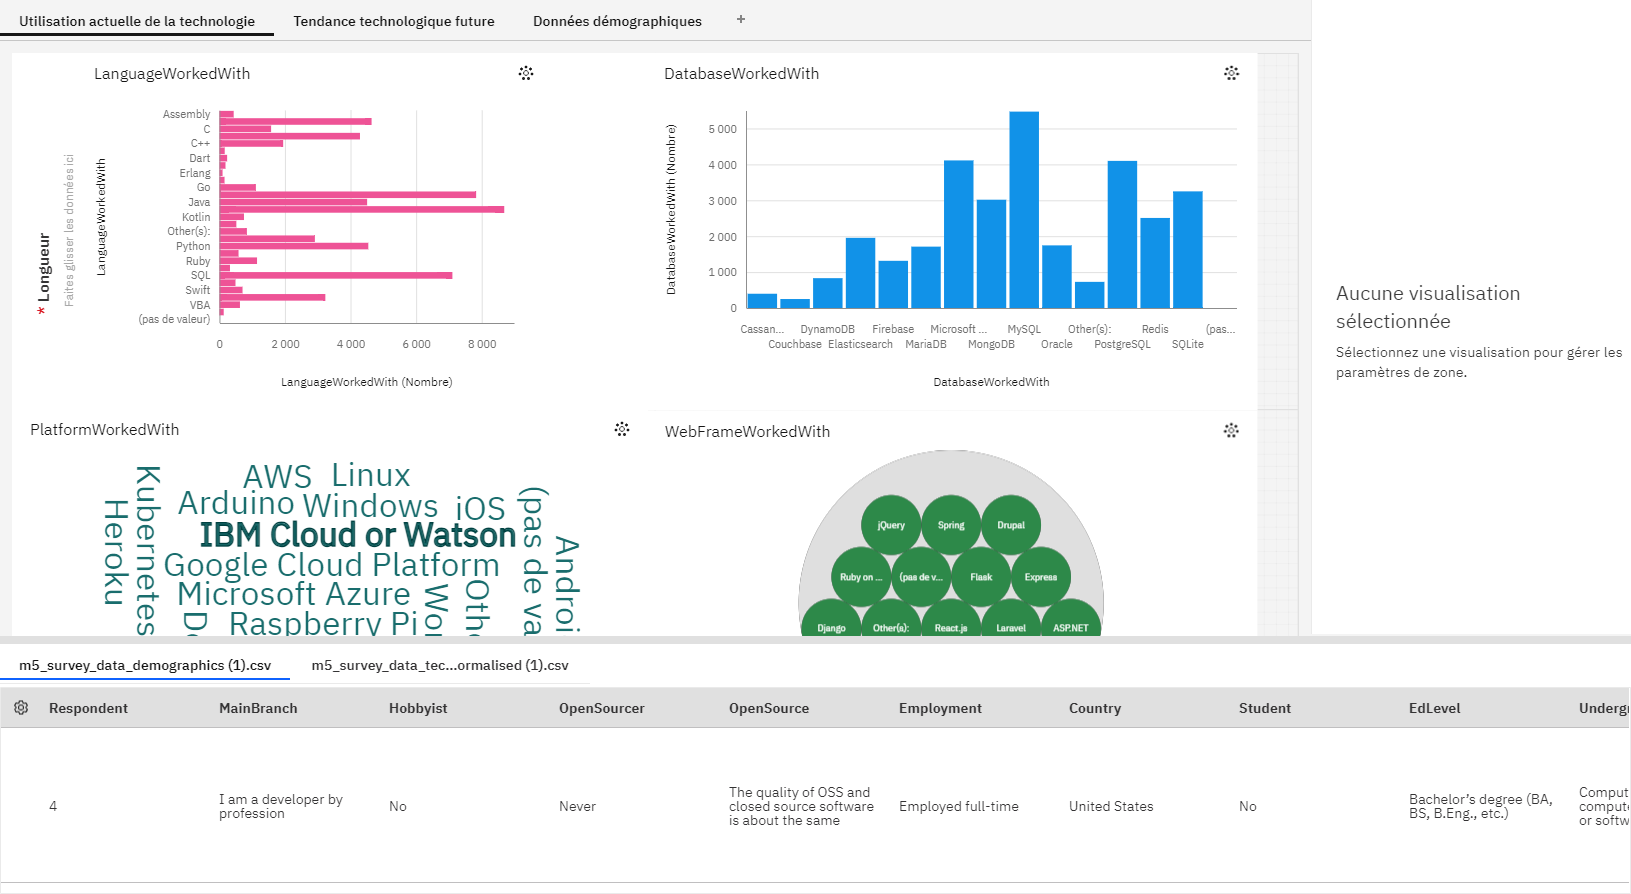 Utilisation actuelle de la technologie
Tendance technologique future
Données démographiques
+
LanguageWorkedWith
* Longueur
Faites glisser les données ici
LanguageWorkedWith
Assembly
C
C++
Dart
Erlang
Go
Java
Kotlin
Other(s):
Python
Ruby
SQL
Swift
VBA
(pas de valeur)
0
2 000
4 000
6 000
8 000
LanguageWorkedWith (Nombre)
DatabaseWorkedWith
DatabaseWorkedWith (Nombre)
5 000
4 000
3 000
2 000
1 000
0
Cassan...
DynamoDB
Firebase
Microsoft ...
MySQL
Other(s):
Redis
(pas...
Couchbase
Elasticsearch
MariaDB
MongoDB
Oracle
PostgreSQL
SQLite
DatabaseWorkedWith
Aucune visualisation
sélectionnée
Sélectionnez une visualisation pour gérer les
paramètres de zone.
PlatformWorkedWith
Kubernetes
Heroku
AWS
Linux
Arduino
Windows
iOS
IBM Cloud or Watson
Google Cloud Platform
Microsoft Azure
Raspberry Pi
(pas de va
Androi
Othe
Wor
Do
WebFrameWorkedWith
jQuery
Spring
Drupal
Ruby on ...
(pas de v...
Flask
Express
Django
Other(s):
React.js
Laravel
ASP.NET
m5_survey_data_demographics (1).csv
m5_survey_data_tec...ormalised (1).csv
Respondent
MainBranch
Hobbyist
OpenSourcer
OpenSource
Employment
Country
Student
EdLevel
Undergr
4
I am a developer by
profession
No
Never
The quality of OSS and
closed source software
is about the same
Employed full-time
United States
No
Bachelor’s degree (BA,
BS, B.Eng., etc.)
Comput
compute
or softw